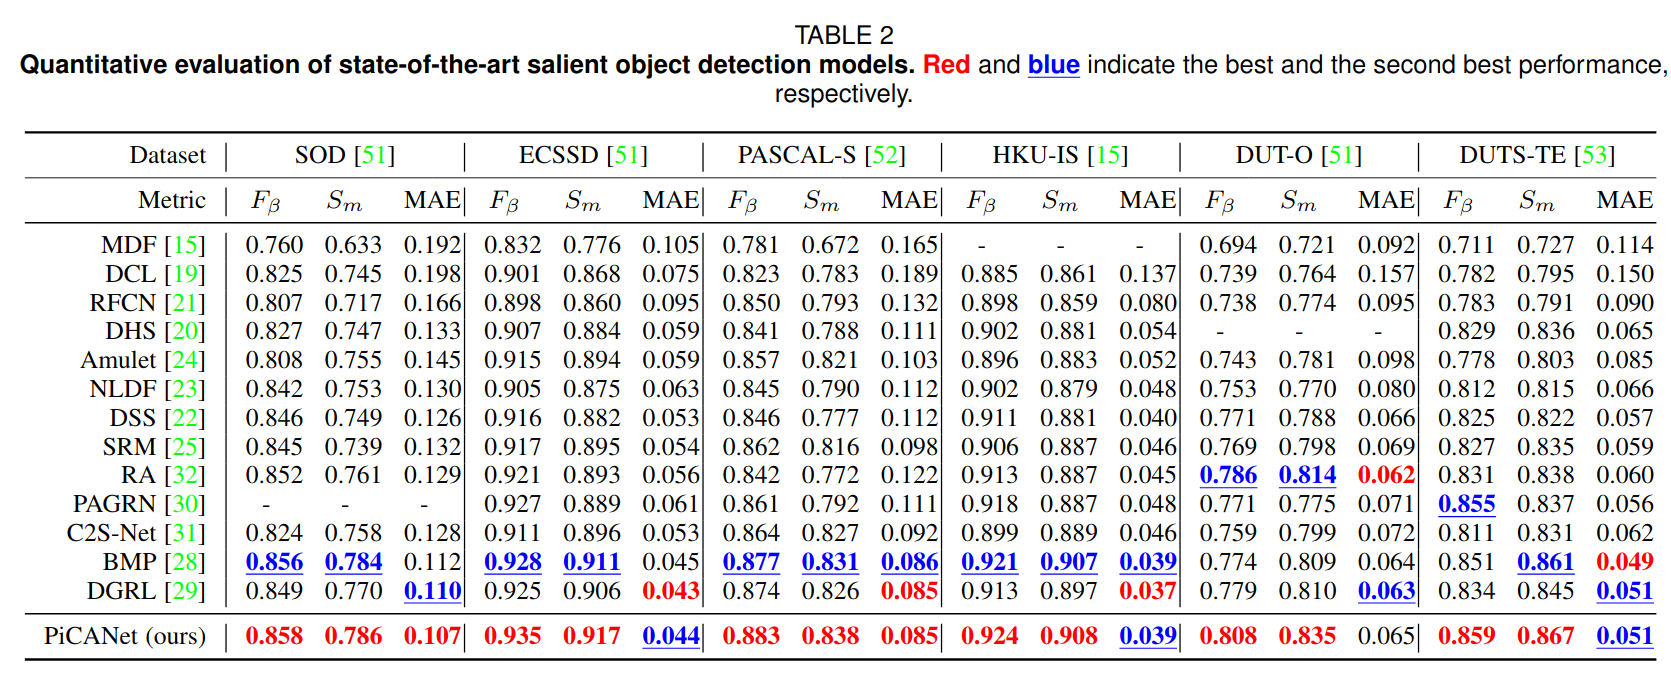 TABLE 2
Quantitative evaluation of state-of-the-art salient object detection models. Red and blue indicate the best and the second best performance,
respectively.
Dataset SOD [51] ECSSD [51] PASCAL-S [52] HKU-IS [15] DUT-O [51] DUTS-TE [53]
Metric Fβ Sm MAE Fβ Sm MAE Fβ Sm MAE Fβ Sm MAE Fβ Sm MAE Fβ Sm MAE
MDF [15] 0.760 0.633 0.192 0.832 0.776 0.105 0.781 0.672 0.165 - - - 0.694 0.721 0.092 0.711 0.727 0.114
DCL [19] 0.825 0.745 0.198 0.901 0.868 0.075 0.823 0.783 0.189 0.885 0.861 0.137 0.739 0.764 0.157 0.782 0.795 0.150
RFCN [21] 0.807 0.717 0.166 0.898 0.860 0.095 0.850 0.793 0.132 0.898 0.859 0.080 0.738 0.774 0.095 0.783 0.791 0.090
DHS [20] 0.827 0.747 0.133 0.907 0.884 0.059 0.841 0.788 0.111 0.902 0.881 0.054 - - - 0.829 0.836 0.065
Amulet [24] 0.808 0.755 0.145 0.915 0.894 0.059 0.857 0.821 0.103 0.896 0.883 0.052 0.743 0.781 0.098 0.778 0.803 0.085
NLDF [23] 0.842 0.753 0.130 0.905 0.875 0.063 0.845 0.790 0.112 0.902 0.879 0.048 0.753 0.770 0.080 0.812 0.815 0.066
DSS [22] 0.846 0.749 0.126 0.916 0.882 0.053 0.846 0.777 0.112 0.911 0.881 0.040 0.771 0.788 0.066 0.825 0.822 0.057
SRM [25] 0.845 0.739 0.132 0.917 0.895 0.054 0.862 0.816 0.098 0.906 0.887 0.046 0.769 0.798 0.069 0.827 0.835 0.059
RA [32] 0.852 0.761 0.129 0.921 0.893 0.056 0.842 0.772 0.122 0.913 0.887 0.045 0.786 0.814 0.062 0.831 0.838 0.060
PAGRN [30] - - - 0.927 0.889 0.061 0.861 0.792 0.111 0.918 0.887 0.048 0.771 0.775 0.071 0.855 0.837 0.056
C2S-Net [31] 0.824 0.758 0.128 0.911 0.896 0.053 0.864 0.827 0.092 0.899 0.889 0.046 0.759 0.799 0.072 0.811 0.831 0.062
BMP [28] 0.856 0.784 0.112 0.928 0.911 0.045 0.877 0.831 0.086 0.921 0.907 0.039 0.774 0.809 0.064 0.851 0.861 0.049
DGRL [29] 0.849 0.770 0.110 0.925 0.906 0.043 0.874 0.826 0.085 0.913 0.897 0.037 0.779 0.810 0.063 0.834 0.845 0.051
PiCANet (ours) 0.858 0.786 0.107 0.935 0.917 0.044 0.883 0.838 0.085 0.924 0.908 0.039 0.808 0.835 0.065 0.859 0.867 0.051